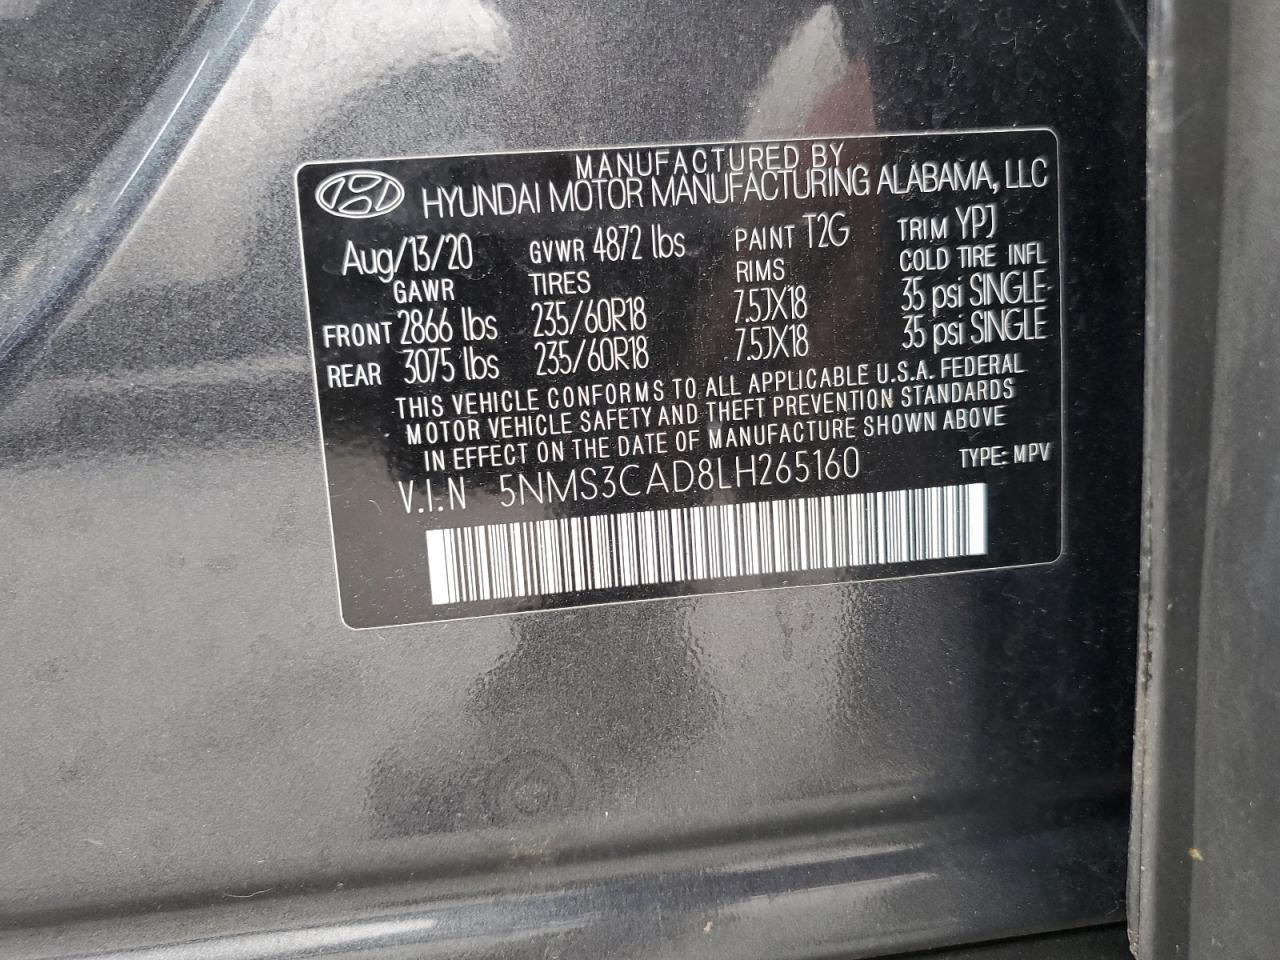 MANUFACTURED BY
HYUNDAI MOTOR MANUFACTURING ALABAMA, LLC
Aug/13/20 GVWR 4872 lbs PAINT T2G TRIM YPJ
GAWR TIRES RIMS COLD TIRE INFL
FRONT 2866 lbs 235/60R18 7.5JX18 35 psi SINGLE
REAR 3075 lbs 235/60R18 7.5JX18 35 psi SINGLE
THIS VEHICLE CONFORMS TO ALL APPLICABLE U.S.A. FEDERAL
MOTOR VEHICLE SAFETY AND THEFT PREVENTION STANDARDS
IN EFFECT ON THE DATE OF MANUFACTURE SHOWN ABOVE
V.I.N 5NMS3CAD8LH265160 TYPE: MPV